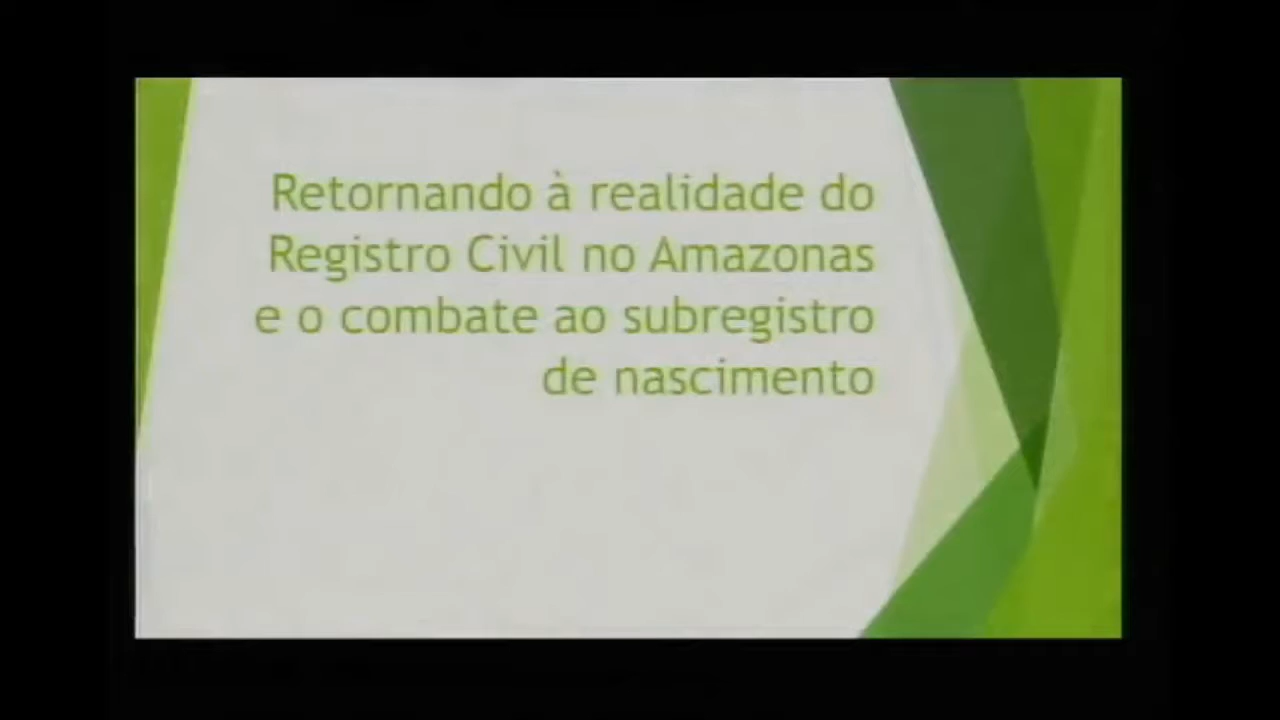 Retornando à realidade do
Registro Civil no Amazonas
e o combate ao subregistro
de nascimento